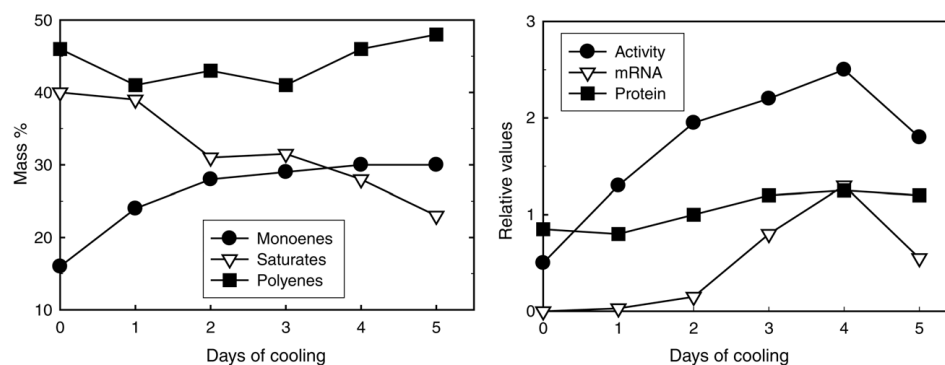 50
40
30
20
10
Mass %
Monoenes
Saturates
Polyenes
0 1 2 3 4 5
Days of cooling
3
2
1
0
Relative values
Activity
mRNA
Protein
0 1 2 3 4 5
Days of cooling